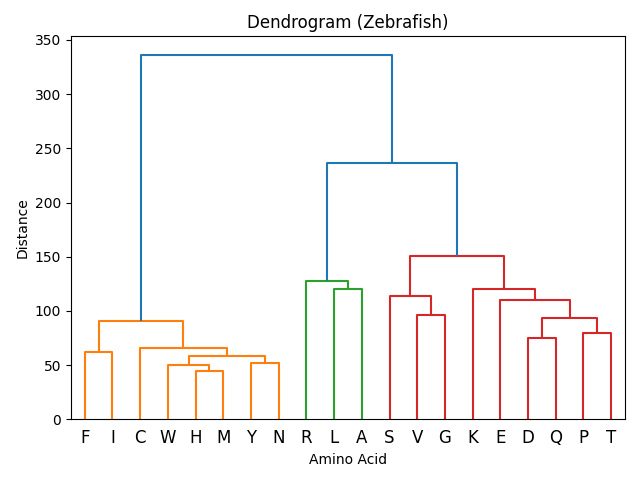 Dendrogram (Zebrafish)
350
300
250
200
150
100
50
0
Distance
F I C W H M Y N R L A S V G K E D Q P T
Amino Acid